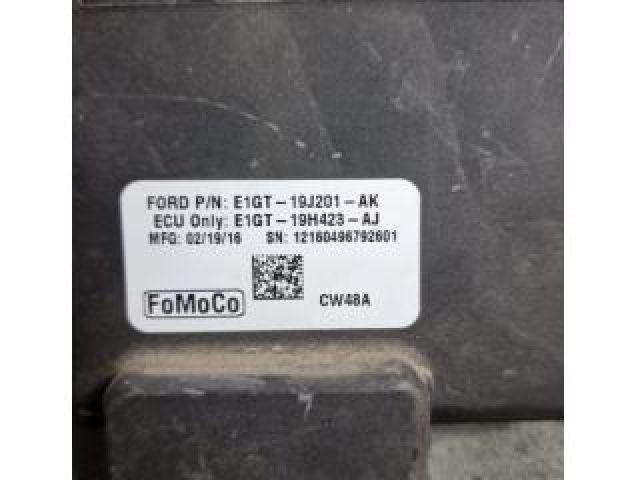 FORD P/N: E1GT-19J201-AK
ECU Only: E1GT-19H423-AJ
MFG: 02/19/16 SN: 12160496792601
FoMoCo CW48A